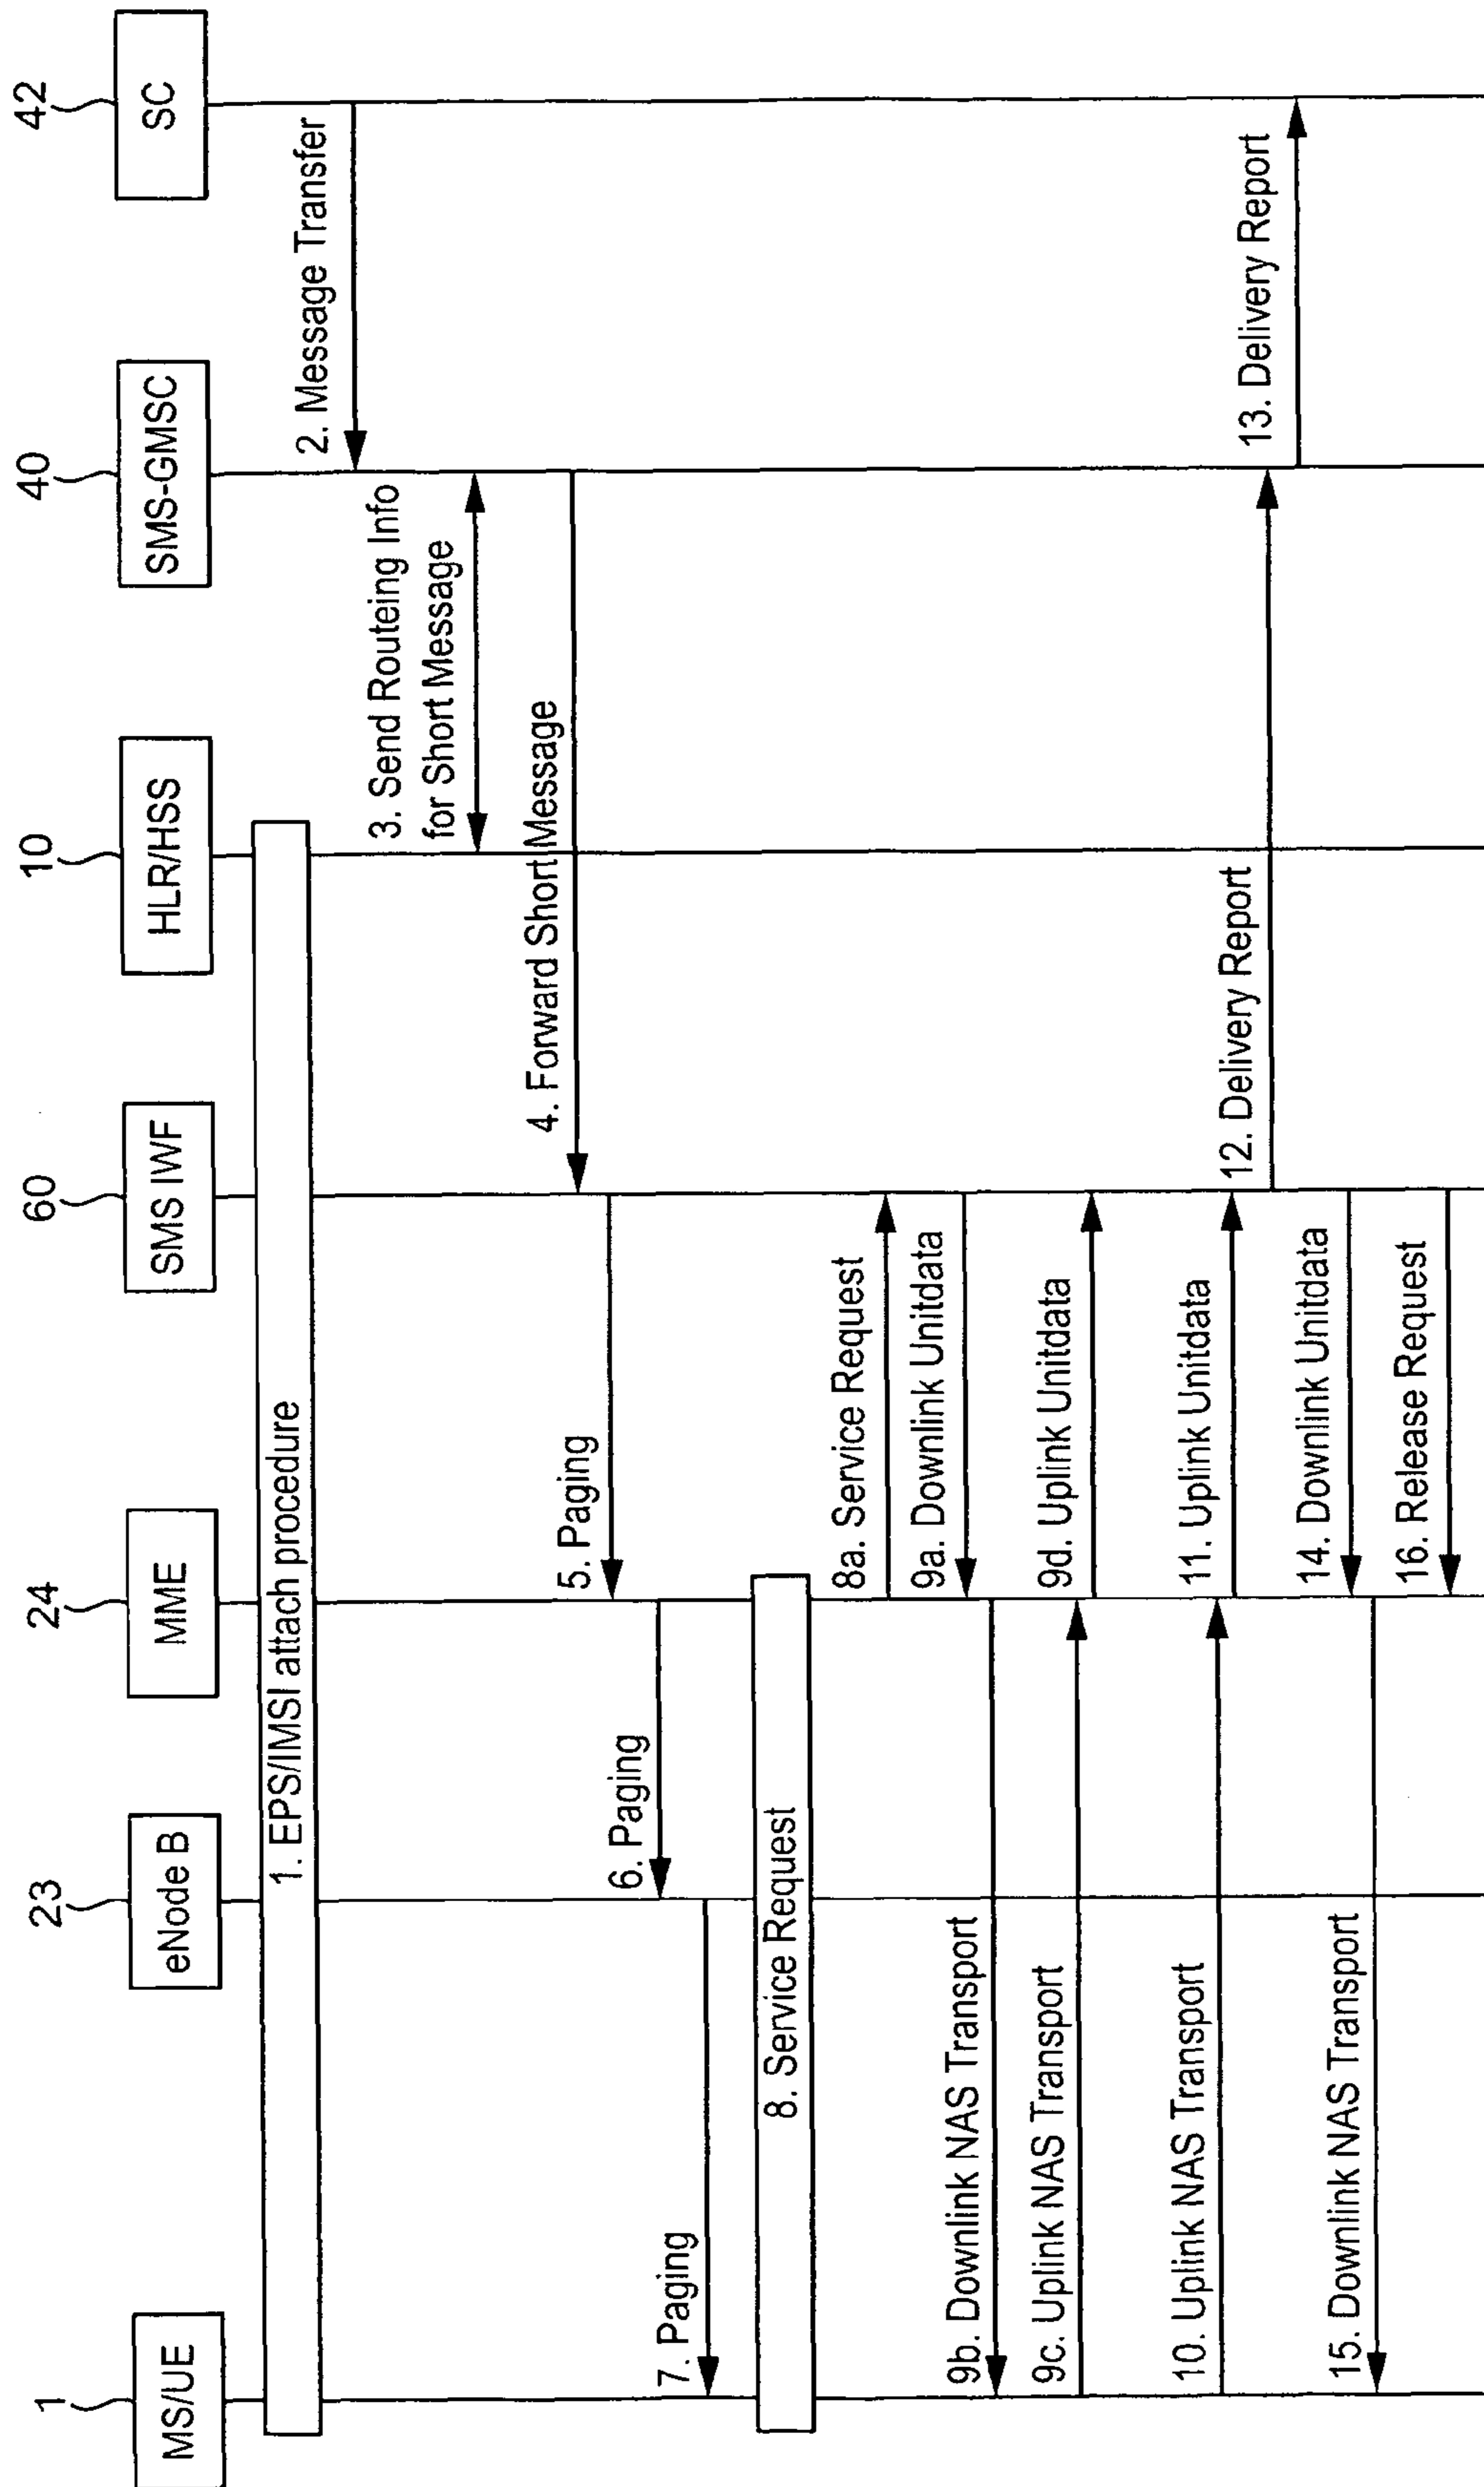 1
23
24
60
10
40
42
MS/UE
eNode B
MME
SMS IWF
HLR/HSS
SMS-GMSC
SC
1. EPS/IMSI attach procedure
2. Message Transfer
3. Send Routeing Info
for Short Message
4. Forward Short Message
5. Paging
6. Paging
7. Paging
8. Service Request
8a. Service Request
9a. Downlink Unitdata
9b. Downlink NAS Transport
9c. Uplink NAS Transport
9d. Uplink Unitdata
10. Uplink NAS Transport
11. Uplink Unitdata
12. Delivery Report
13. Delivery Report
14. Downlink Unitdata
15. Downlink NAS Transport
16. Release Request